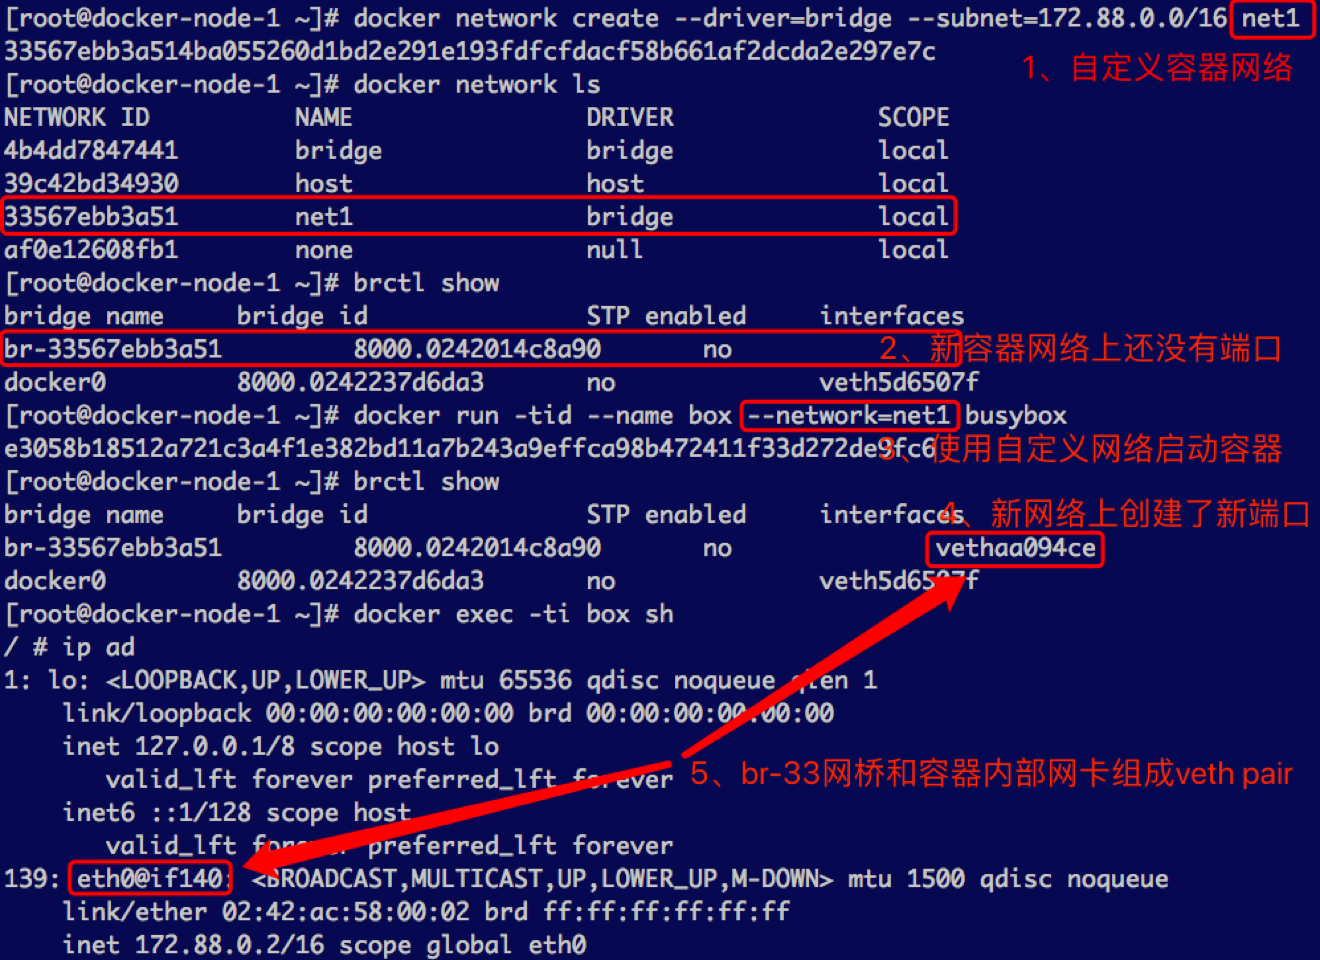 [root@docker-node-1 ~]# docker network create --driver=bridge --subnet=172.88.0.0/16 net1
33567ebb3a514ba055260d1bd2e291e193fdfcfdacf58b661af2dcda2e297e7c
1、自定义容器网络
[root@docker-node-1 ~]# docker network ls
NETWORK ID NAME DRIVER SCOPE
4b4dd7847441 bridge bridge local
39c42bd34930 host host local
33567ebb3a51 net1 bridge local
af0e12608fb1 none null local
[root@docker-node-1 ~]# brctl show
bridge name bridge id STP enabled interfaces
br-33567ebb3a51 8000.0242014c8a90 no
2、新容器网络上还没有端口
docker0 8000.0242237d6da3 no veth5d6507f
[root@docker-node-1 ~]# docker run -tid --name box --network=net1 busybox
e3058b18512a721c3a4f1e382bd11a7b243a9effca98b472411f33d272de9fc6
3、使用自定义网络启动容器
[root@docker-node-1 ~]# brctl show
4、新网络上创建了新端口
bridge name bridge id STP enabled interfaces
br-33567ebb3a51 8000.0242014c8a90 no vethaa094ce
docker0 8000.0242237d6da3 no veth5d6507f
[root@docker-node-1 ~]# docker exec -ti box sh
/ # ip ad
1: lo: <LOOPBACK,UP,LOWER_UP> mtu 65536 qdisc noqueue qlen 1
link/loopback 00:00:00:00:00:00 brd 00:00:00:00:00:00
inet 127.0.0.1/8 scope host lo
valid_lft forever preferred_lft forever
5、br-33网桥和容器内部网卡组成veth pair
inet6 ::1/128 scope host
valid_lft forever preferred_lft forever
139: eth0@if140: <BROADCAST,MULTICAST,UP,LOWER_UP,M-DOWN> mtu 1500 qdisc noqueue
link/ether 02:42:ac:58:00:02 brd ff:ff:ff:ff:ff:ff
inet 172.88.0.2/16 scope global eth0